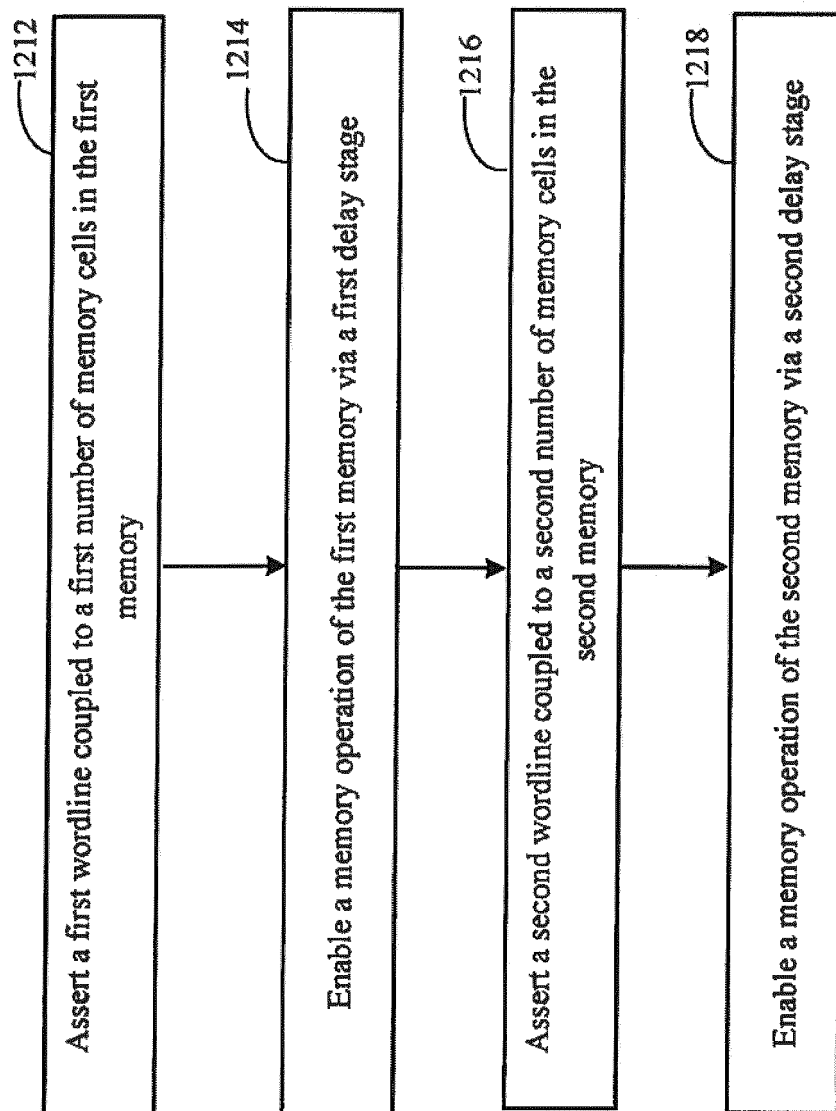 1212
Assert a first wordline coupled to a first number of memory cells in the first
memory
1214
Enable a memory operation of the first memory via a first delay stage
1216
Assert a second wordline coupled to a second number of memory cells in the
second memory
1218
Enable a memory operation of the second memory via a second delay stage